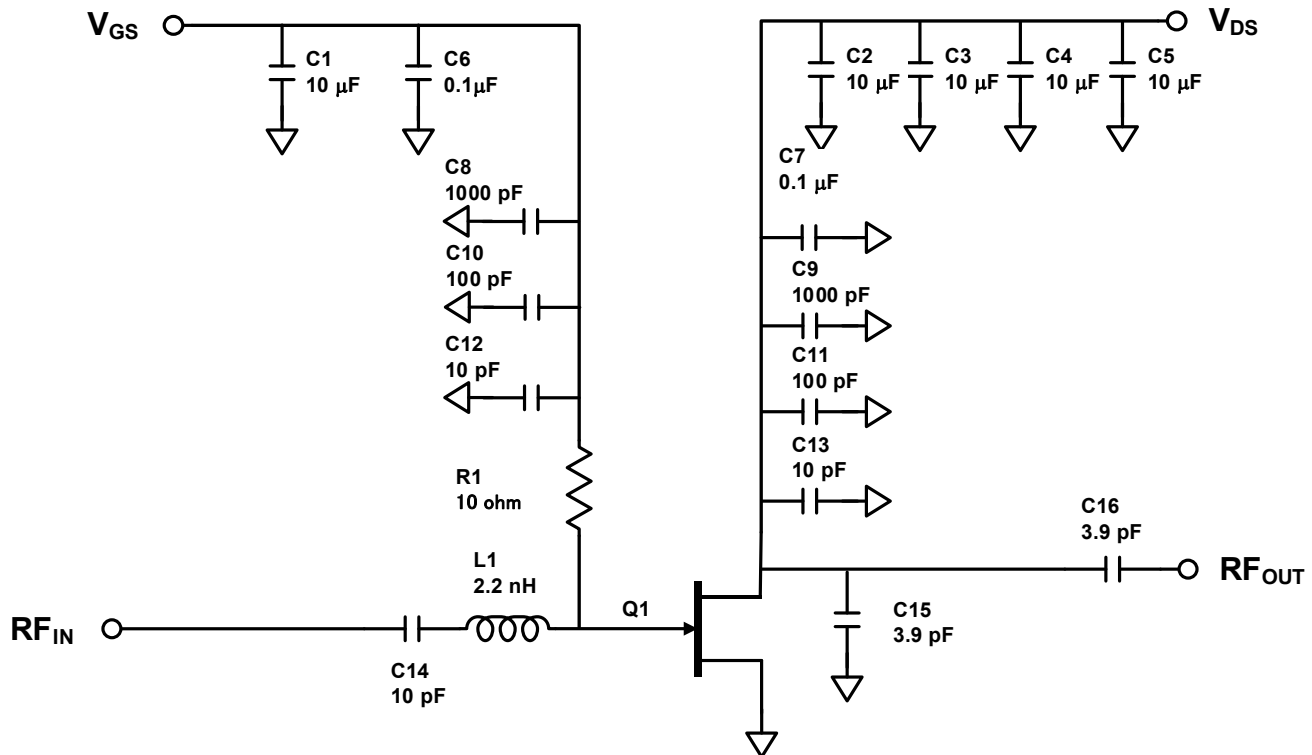 VGS
C1
10 μF
C6
0.1μF
C8
1000 pF
C10
100 pF
C12
10 pF
R1
10 ohm
L1
2.2 nH
RFIN
C14
10 pF
Q1
VDS
C2
10 μF
C3
10 μF
C4
10 μF
C5
10 μF
C7
0.1 μF
C9
1000 pF
C11
100 pF
C13
10 pF
C16
3.9 pF
RFOUT
C15
3.9 pF